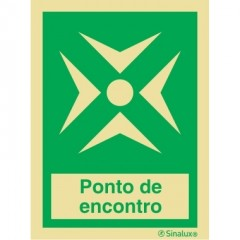 Ponto de
encontro
Sinalux®